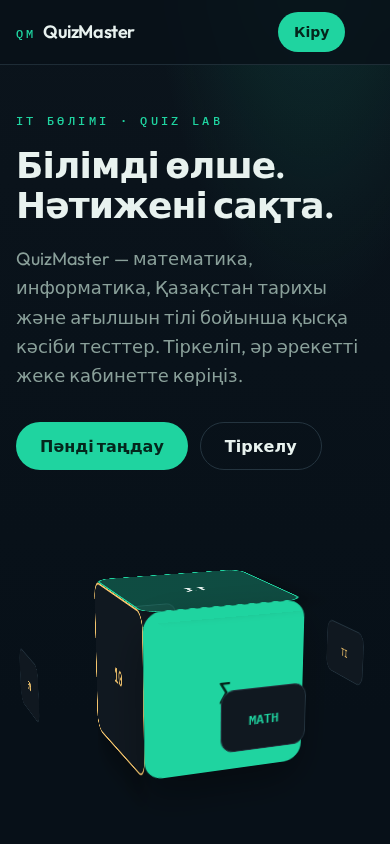 QM QuizMaster
Кіру
IT БӨЛІМІ · QUIZ LAB
Білімді өлше.
Нәтижені сақта.
QuizMaster — математика,
информатика, Қазақстан тарихы
және ағылшын тілі бойынша қысқа
кәсіби тесттер. Тіркеліп, әр әрекетті
жеке кабинетте көріңіз.
Пәнді таңдау
Тіркелу
10
Σ
MATH
π